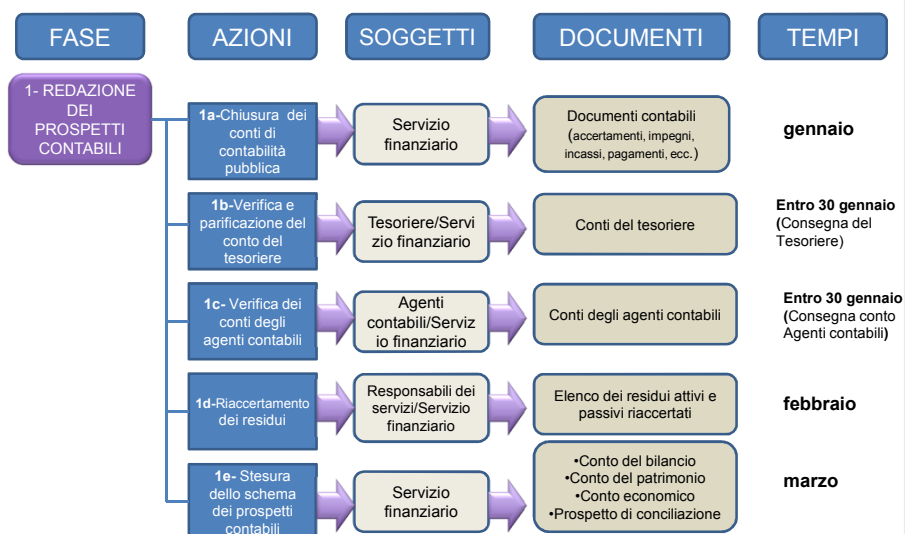 FASE
AZIONI
SOGGETTI
DOCUMENTI
TEMPI
1- REDAZIONE
DEI
PROSPETTI
CONTABILI
1a-Chiusura dei
conti di
contabilità
pubblica
Servizio
finanziario
Documenti contabili
(accertamenti, impegni,
incassi, pagamenti, ecc.)
gennaio
1b-Verifica e
parificazione del
conto del
tesoriere
Tesoriere/Servi
zio finanziario
Conti del tesoriere
Entro 30 gennaio
(Consegna del
Tesoriere)
1c- Verifica dei
conti degli
agenti contabili
Agenti
contabili/Serviz
io finanziario
Conti degli agenti contabili
Entro 30 gennaio
(Consegna conto
Agenti contabili)
1d-Riaccertamento
dei residui
Responsabili dei
servizi/Servizio
finanziario
Elenco dei residui attivi e
passivi riaccertati
febbraio
1e- Stesura
dello schema
dei prospetti
contabili
Servizio
finanziario
•Conto del bilancio
•Conto del patrimonio
•Conto economico
•Prospetto di conciliazione
marzo